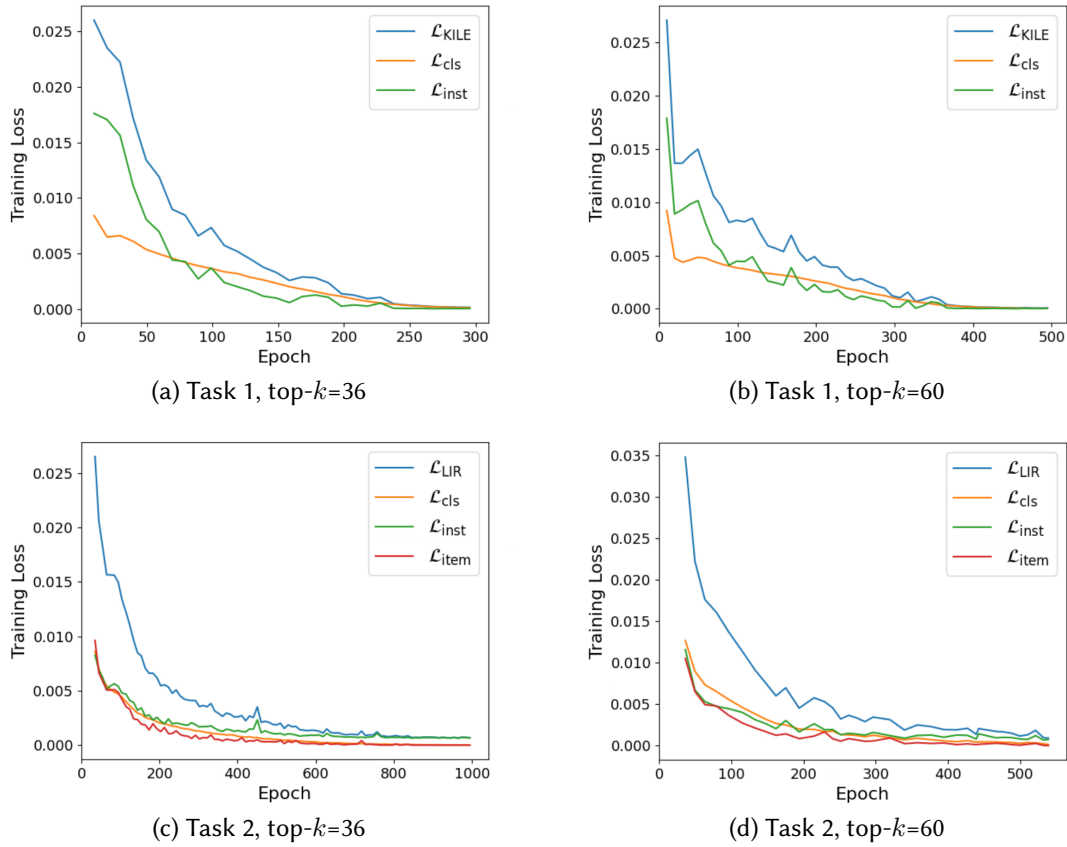 0.025
0.020
0.015
0.010
0.005
0.000
Training Loss
0 50 100 150 200 250 300
Epoch
ℒKILE
ℒcls
ℒinst
(a) Task 1, top-k=36
0.025
0.020
0.015
0.010
0.005
0.000
Training Loss
0 100 200 300 400 500
Epoch
ℒKILE
ℒcls
ℒinst
(b) Task 1, top-k=60
0.025
0.020
0.015
0.010
0.005
0.000
Training Loss
0 200 400 600 800 1000
Epoch
ℒLIR
ℒcls
ℒinst
ℒitem
(c) Task 2, top-k=36
0.035
0.030
0.025
0.020
0.015
0.010
0.005
0.000
Training Loss
0 100 200 300 400 500
Epoch
ℒLIR
ℒcls
ℒinst
ℒitem
(d) Task 2, top-k=60